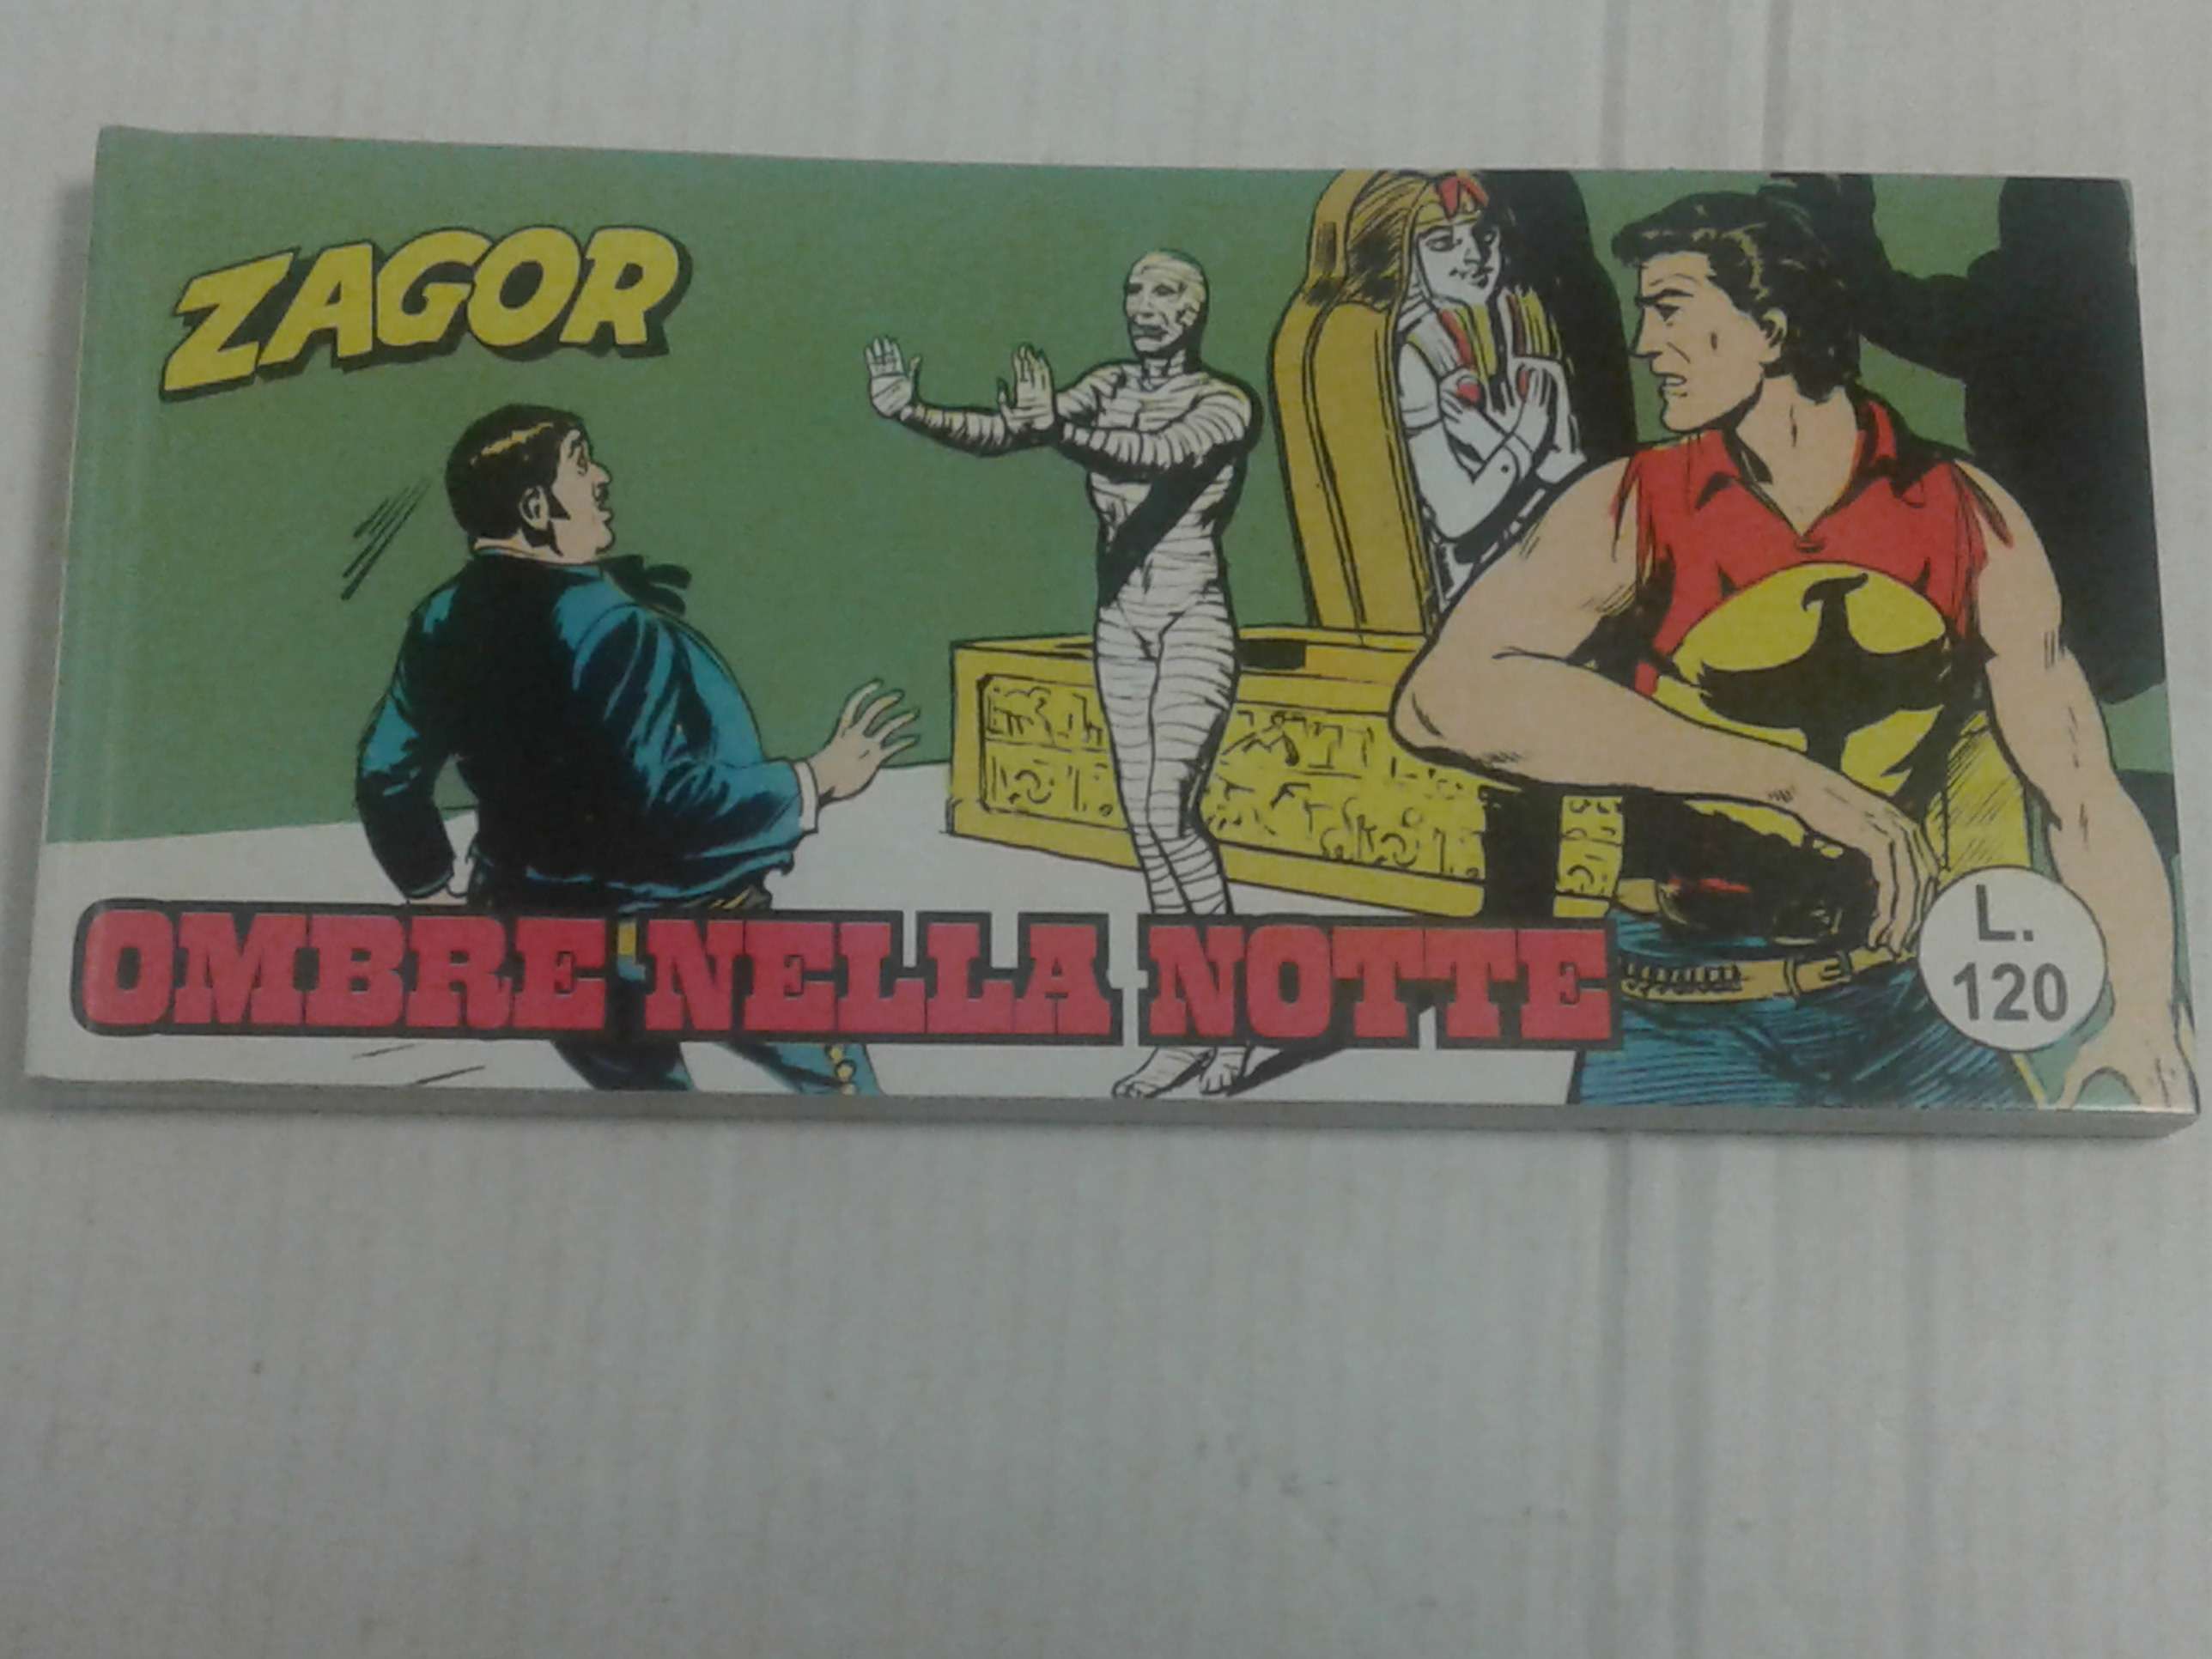 ZAGOR
OMBRE NELLA NOTTE
L.
120